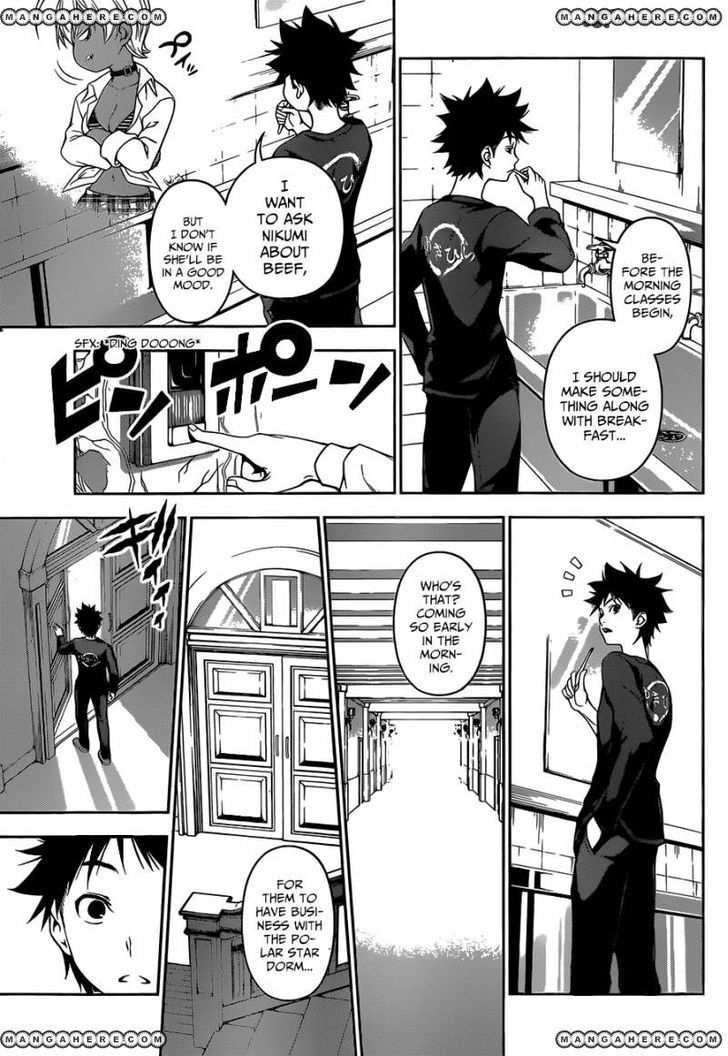 MANGAHERE.COM
MANGAHERE.COM
BE-
FORE THE
MORNING
CLASSES
BEGIN,
I SHOULD
MAKE SOME-
THING ALONG
WITH BREAK-
FAST...
I
WANT
TO ASK
NIKUMI
ABOUT
BEEF,
BUT
I DON'T
KNOW IF
SHE'LL BE
IN A GOOD
MOOD.
SFX: *DING DOOONG*
ピンポーン
WHO'S
THAT?
COMING
SO EARLY
IN THE
MORN-
ING.
FOR
THEM TO
HAVE BUSI-
NESS WITH
THE PO-
LAR STAR
DORM...
MANGAHERE.COM
MANGAHERE.COM